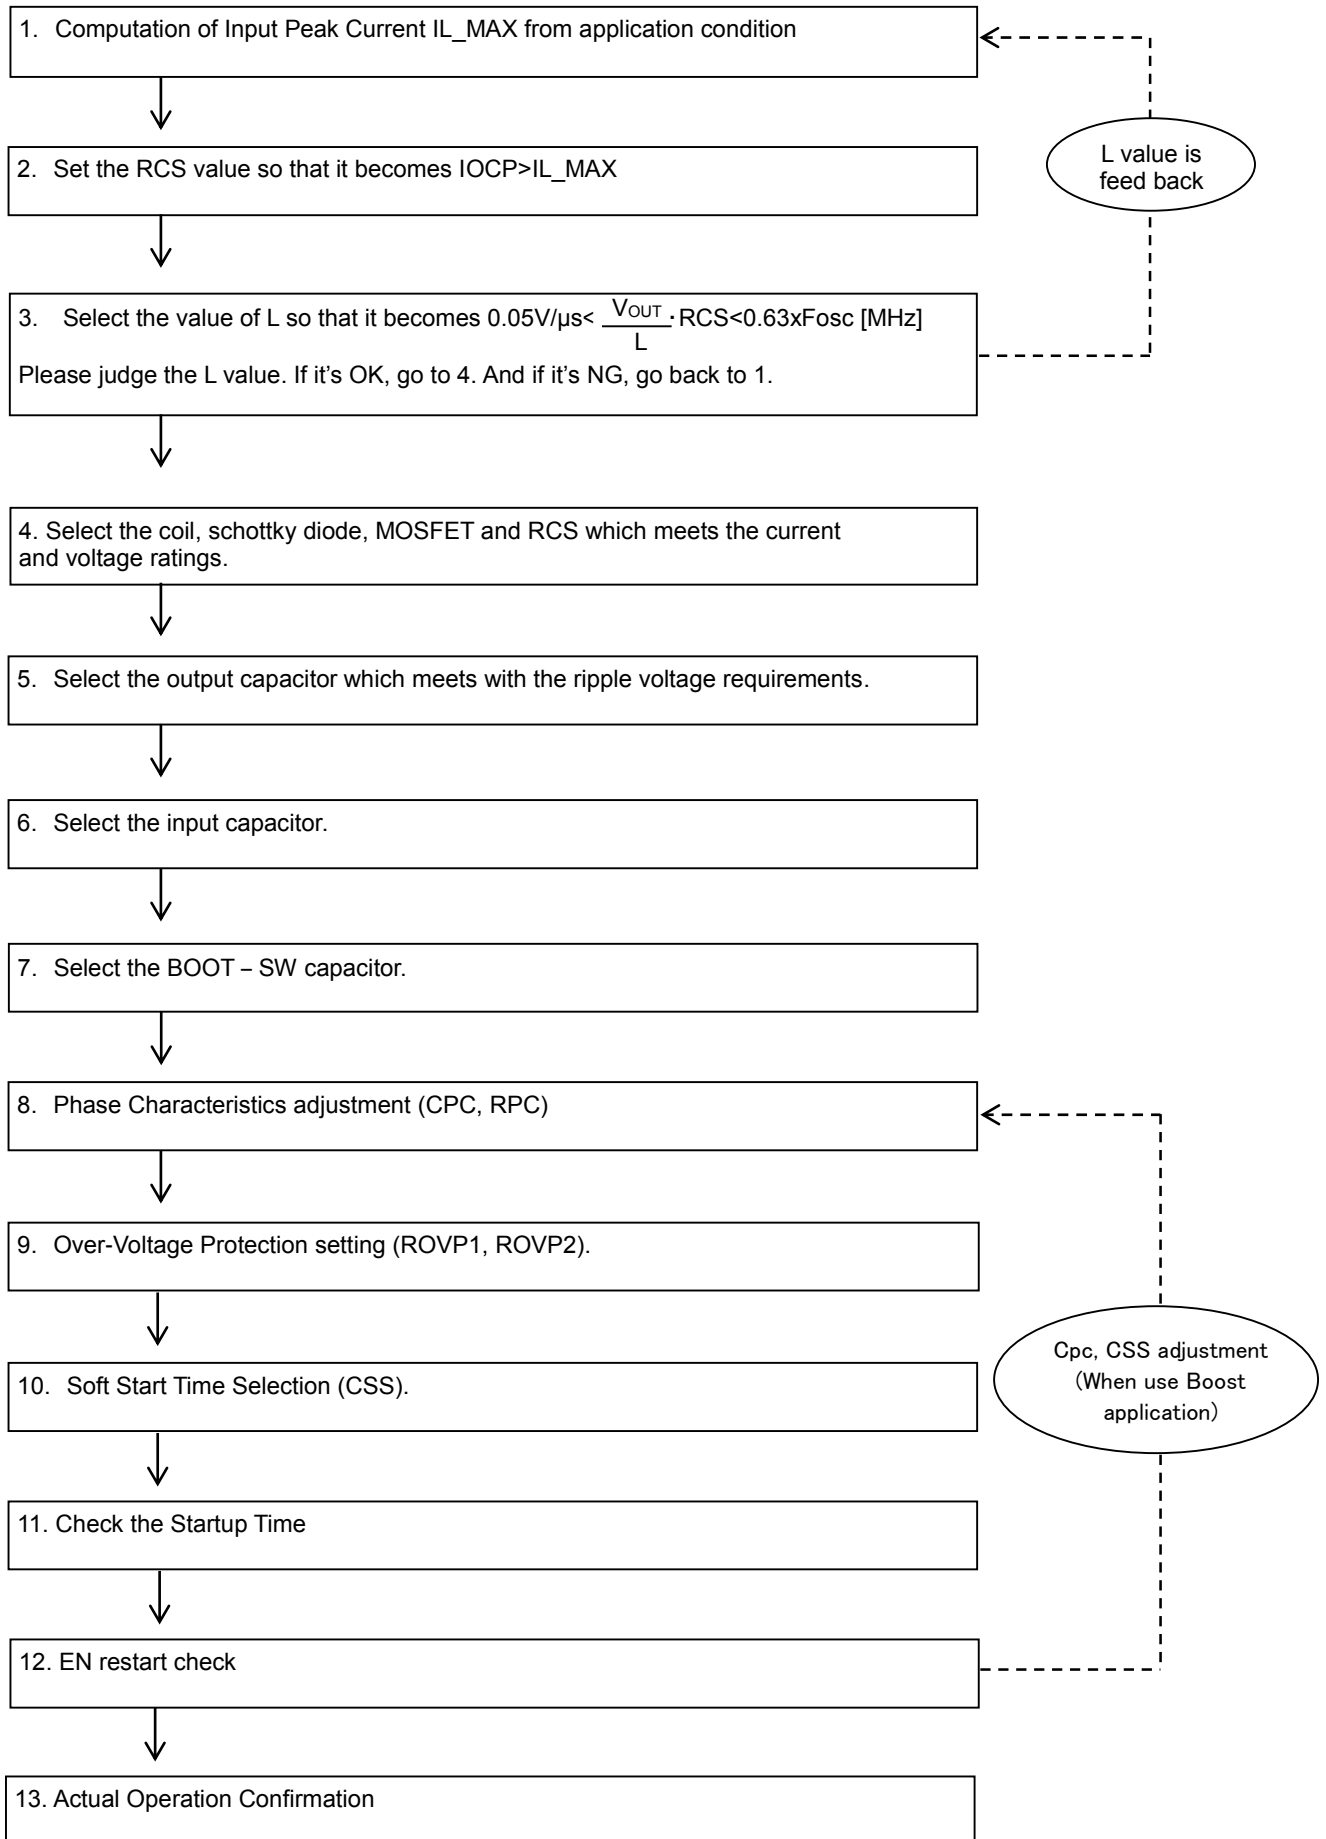 1. Computation of Input Peak Current IL_MAX from application condition
L value is
feed back
2. Set the RCS value so that it becomes IOCP>IL_MAX
3. Select the value of L so that it becomes 0.05V/µs< VOUT/L ·RCS<0.63xFosc [MHz]
Please judge the L value. If it's OK, go to 4. And if it's NG, go back to 1.
4. Select the coil, schottky diode, MOSFET and RCS which meets the current
and voltage ratings.
5. Select the output capacitor which meets with the ripple voltage requirements.
6. Select the input capacitor.
7. Select the BOOT – SW capacitor.
8. Phase Characteristics adjustment (CPC, RPC)
9. Over-Voltage Protection setting (ROVP1, ROVP2).
Cpc, CSS adjustment
(When use Boost
application)
10. Soft Start Time Selection (CSS).
11. Check the Startup Time
12. EN restart check
13. Actual Operation Confirmation